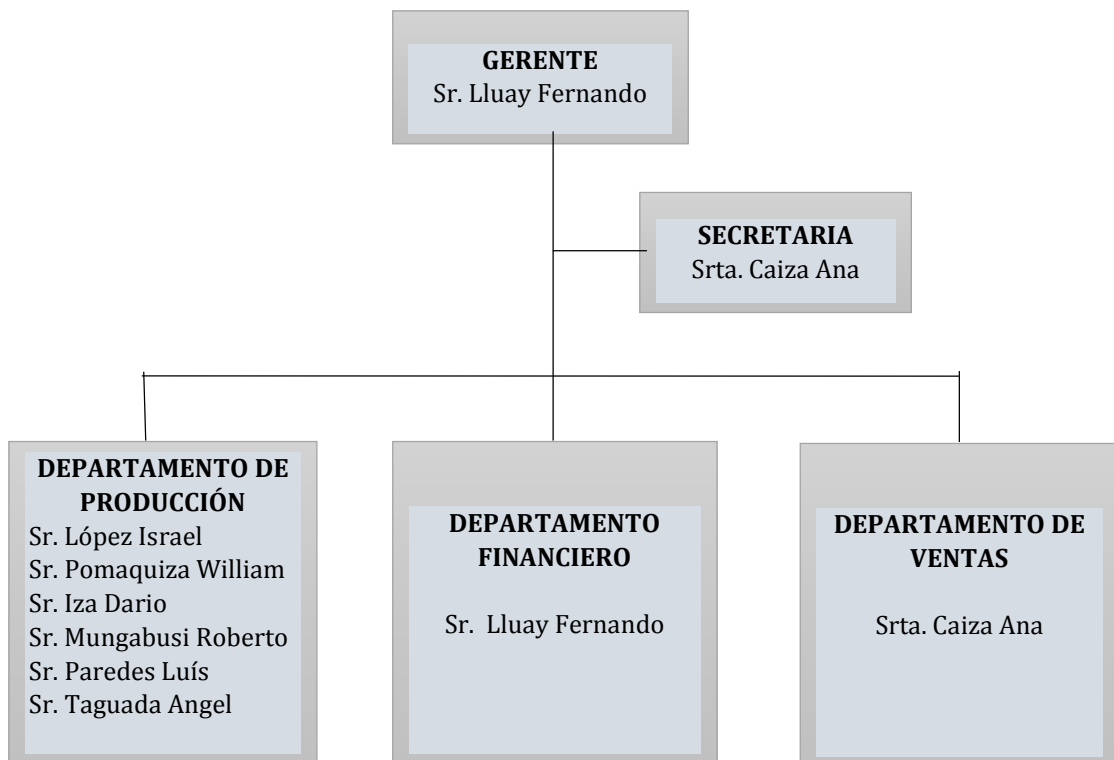 GERENTE
Sr. Lluay Fernando
SECRETARIA
Srta. Caiza Ana
DEPARTAMENTO DE
PRODUCCIÓN
Sr. López Israel
Sr. Pomaquiza William
Sr. Iza Dario
Sr. Mungabusi Roberto
Sr. Paredes Luís
Sr. Taguada Angel
DEPARTAMENTO
FINANCIERO
Sr. Lluay Fernando
DEPARTAMENTO DE
VENTAS
Srta. Caiza Ana